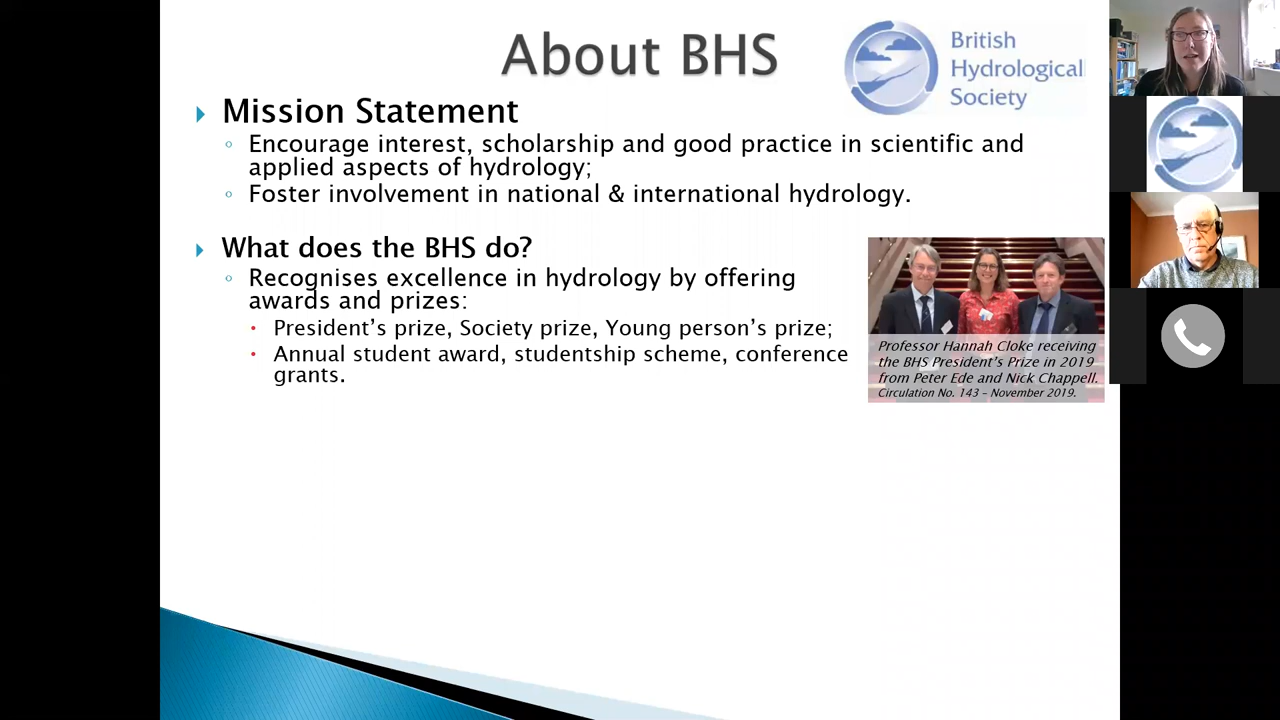 About BHS
British
Hydrological
Society
Mission Statement
Encourage interest, scholarship and good practice in scientific and
applied aspects of hydrology;
Foster involvement in national & international hydrology.
What does the BHS do?
Recognises excellence in hydrology by offering
awards and prizes:
President’s prize, Society prize, Young person’s prize;
Annual student award, studentship scheme, conference
grants.
Professor Hannah Cloke receiving
the BHS President’s Prize in 2019
from Peter Ede and Nick Chappell.
Circulation No. 143 – November 2019.